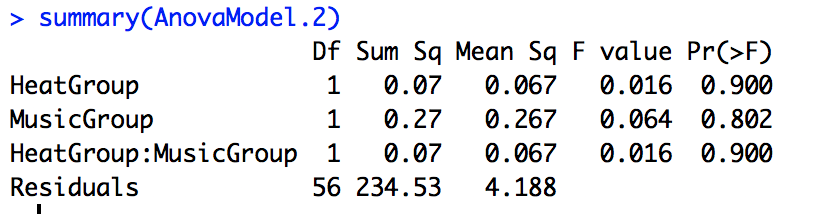 > summary(AnovaModel.2)
Df Sum Sq Mean Sq F value Pr(>F)
HeatGroup 1 0.07 0.067 0.016 0.900
MusicGroup 1 0.27 0.267 0.064 0.802
HeatGroup:MusicGroup 1 0.07 0.067 0.016 0.900
Residuals 56 234.53 4.188